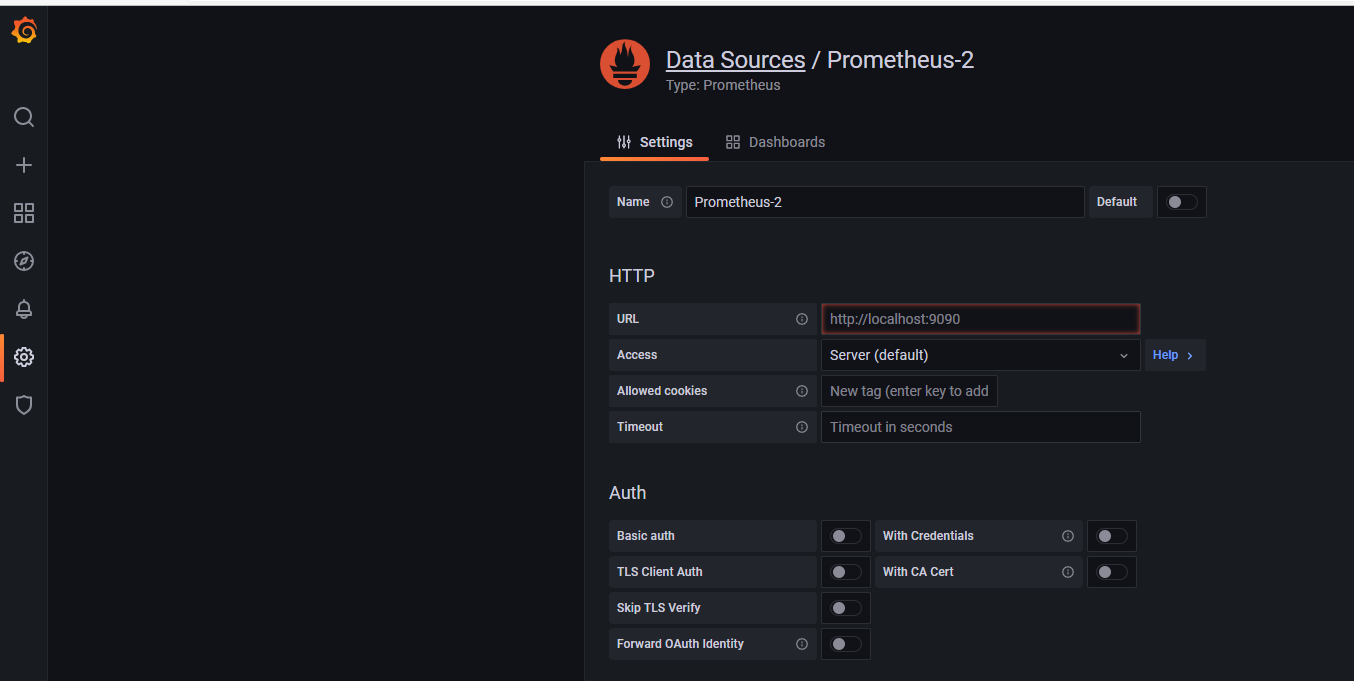 Data Sources / Prometheus-2
Type: Prometheus
Settings Dashboards
Name Prometheus-2 Default
HTTP
URL http://localhost:9090
Access Server (default) Help
Allowed cookies New tag (enter key to add
Timeout Timeout in seconds
Auth
Basic auth With Credentials
TLS Client Auth With CA Cert
Skip TLS Verify
Forward OAuth Identity